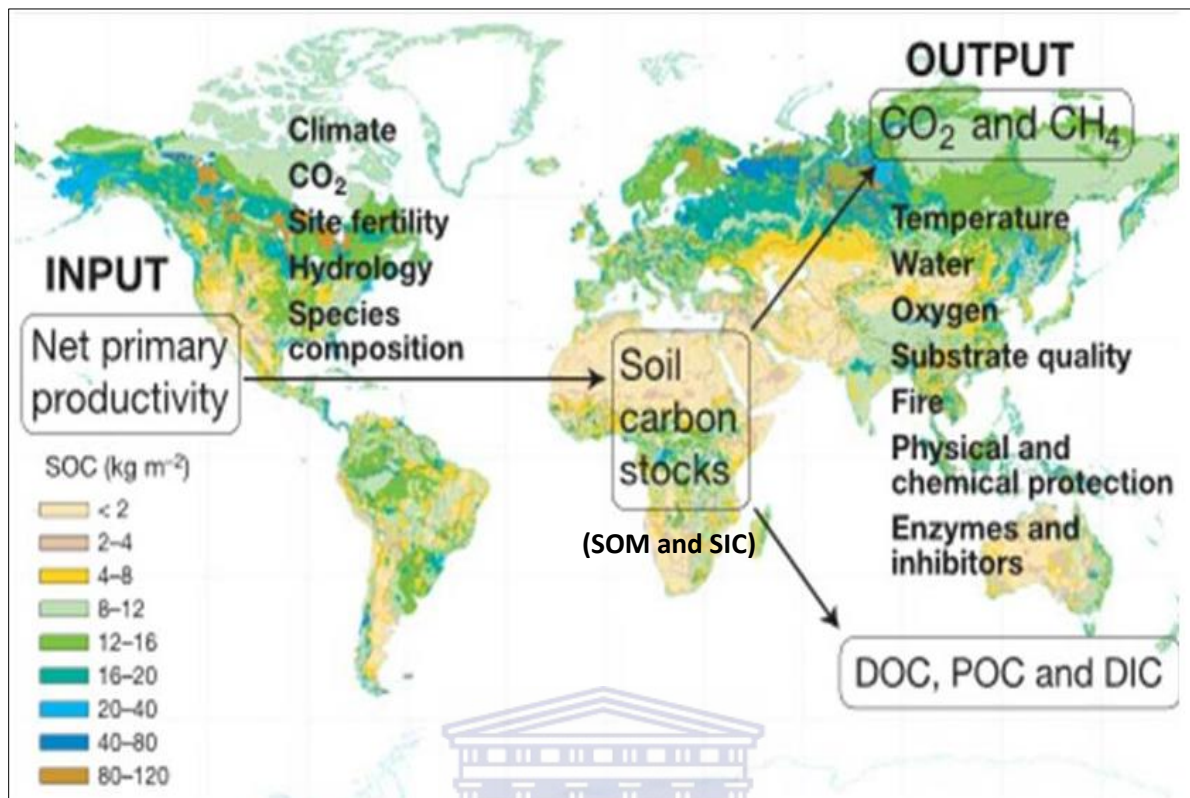 OUTPUT
CO₂ and CH₄
Climate
CO₂
Site fertility
Hydrology
Species
composition
INPUT
Net primary
productivity
Soil
carbon
stocks
(SOM and SIC)
Temperature
Water
Oxygen
Substrate quality
Fire
Physical and
chemical protection
Enzymes and
inhibitors
DOC, POC and DIC
SOC (kg m⁻²)
< 2
2–4
4–8
8–12
12–16
16–20
20–40
40–80
80–120